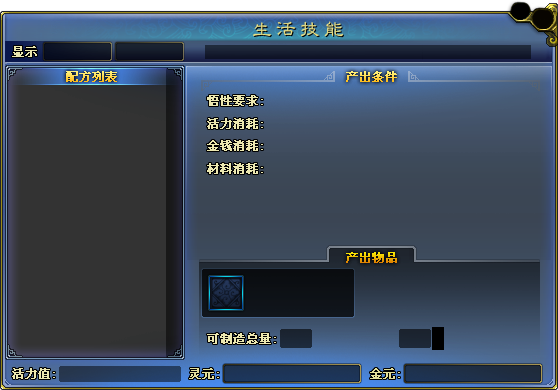 生活技能
显示
配方列表
产出条件
悟性要求:
活力消耗:
金钱消耗:
材料消耗:
产出物品
可制造总量:
活力值: 灵元: 金元: